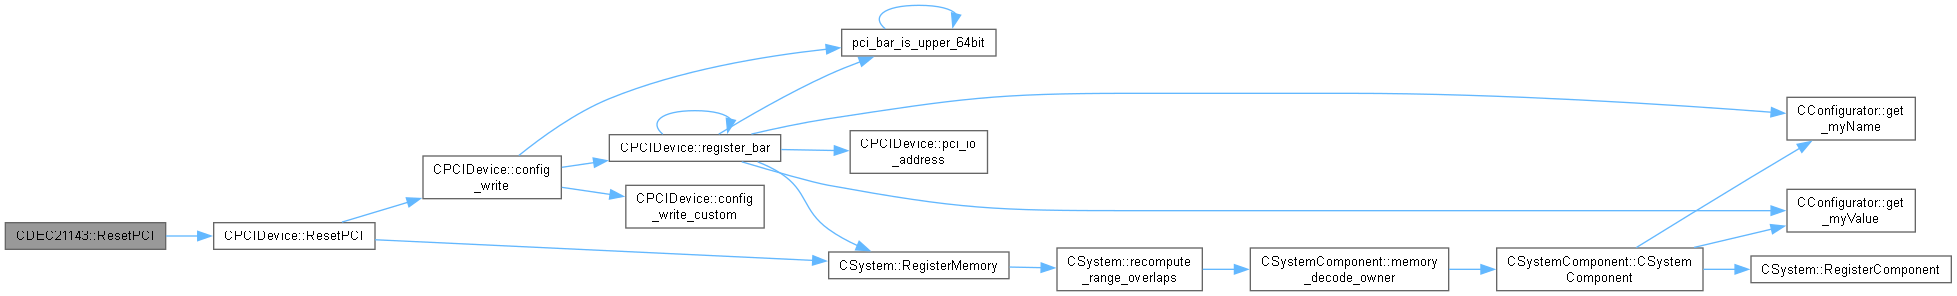 CDEC21143::ResetPCI
CPCIDevice::ResetPCI
CPCIDevice::config
_write
pci_bar_is_upper_64bit
CPCIDevice::register_bar
CPCIDevice::config
_write_custom
CPCIDevice::pci_io
_address
CSystem::RegisterMemory
CSystem::recompute
_range_overlaps
CSystemComponent::memory
_decode_owner
CSystemComponent::CSystem
Component
CConfigurator::get
_myName
CConfigurator::get
_myValue
CSystem::RegisterComponent